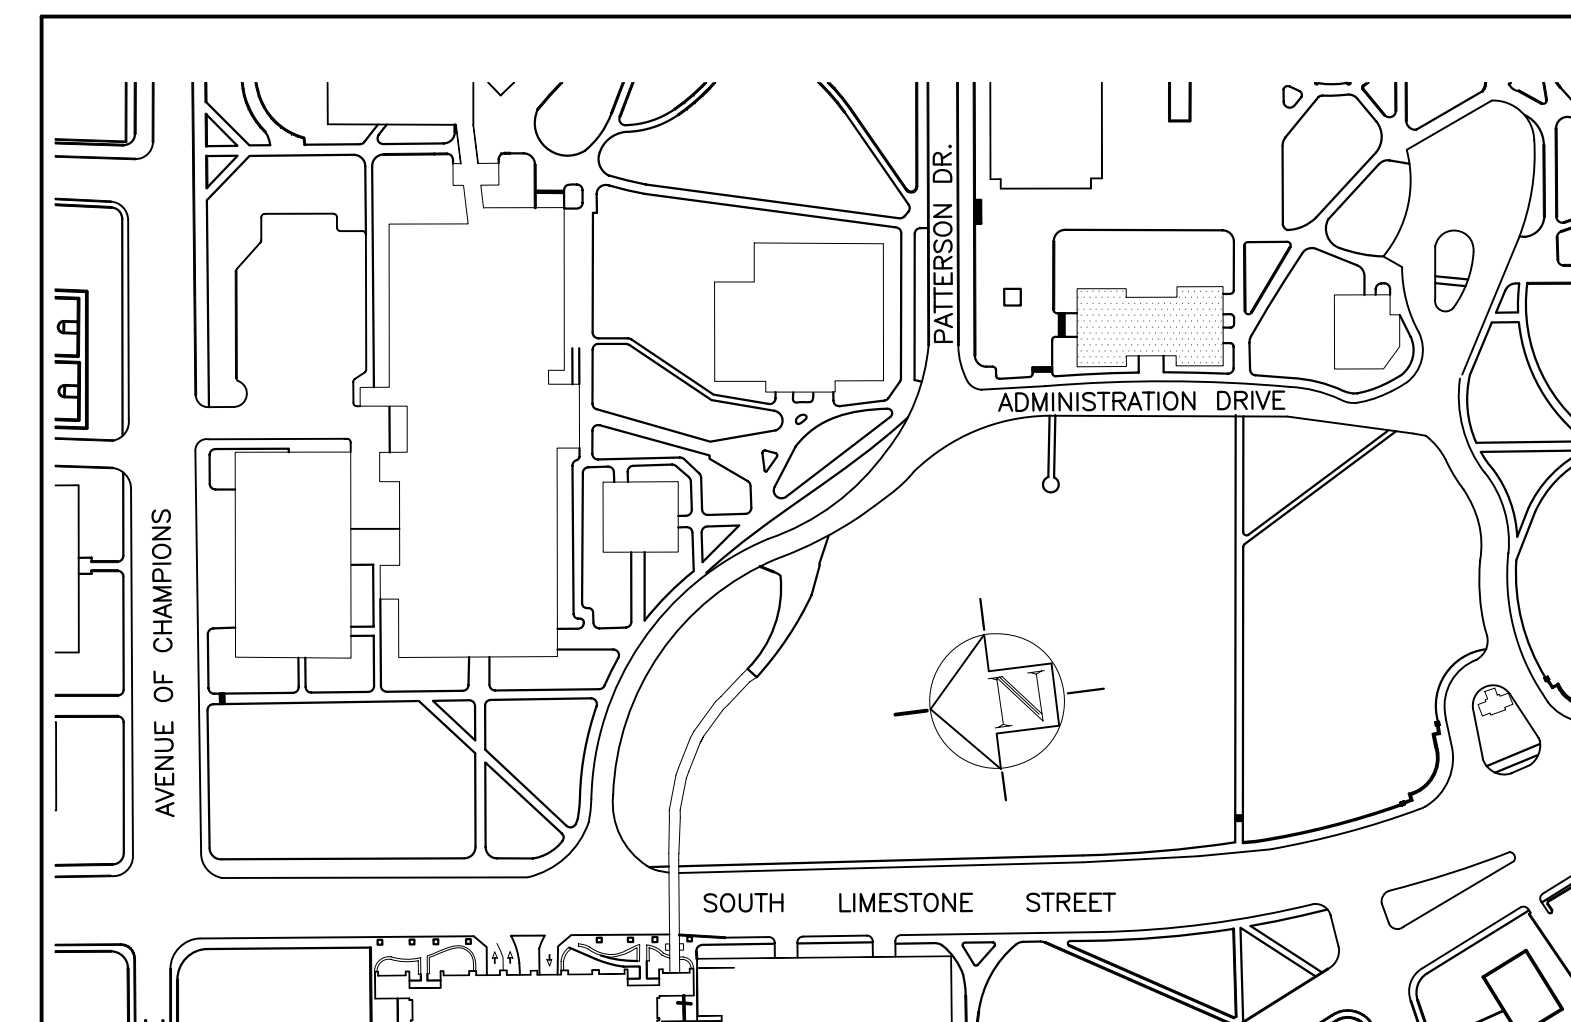 PATTERSON DR.
ADMINISTRATION DRIVE
AVENUE OF CHAMPIONS
N
SOUTH LIMESTONE STREET